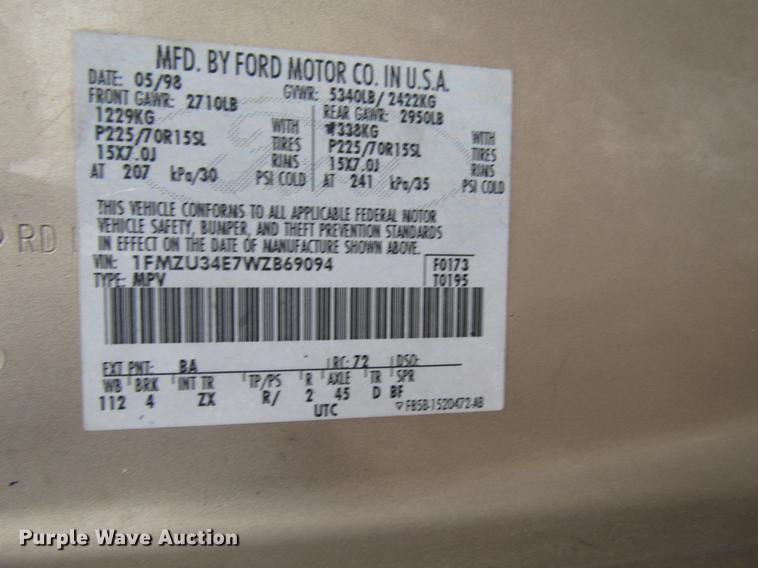 MFD. BY FORD MOTOR CO. IN U.S.A.
DATE: 05/98 GVWR: 5340LB/ 2422KG
FRONT GAWR: 2710LB REAR GAWR: 2950LB
1229KG WITH 1338KG WITH
P225/70R15SL TIRES P225/70R15SL TIRES
15X7.0J RIMS 15X7.0J RIMS
AT 207 kPa/30 PSI COLD AT 241 kPa/35 PSI COLD
THIS VEHICLE CONFORMS TO ALL APPLICABLE FEDERAL MOTOR
VEHICLE SAFETY, BUMPER, AND THEFT PREVENTION STANDARDS
IN EFFECT ON THE DATE OF MANUFACTURE SHOWN ABOVE.
VIN: 1FMZU34E7WZB69094 F0173
TYPE: MPV T0195
EXT PNT: BA RC: 72 DSO:
WB BRK INT TR TP/PS R AXLE TR SPR
112 4 ZX R/ 2 45 D BF
UTC ▽ F85B-1520472-AB
RD
Purple Wave Auction